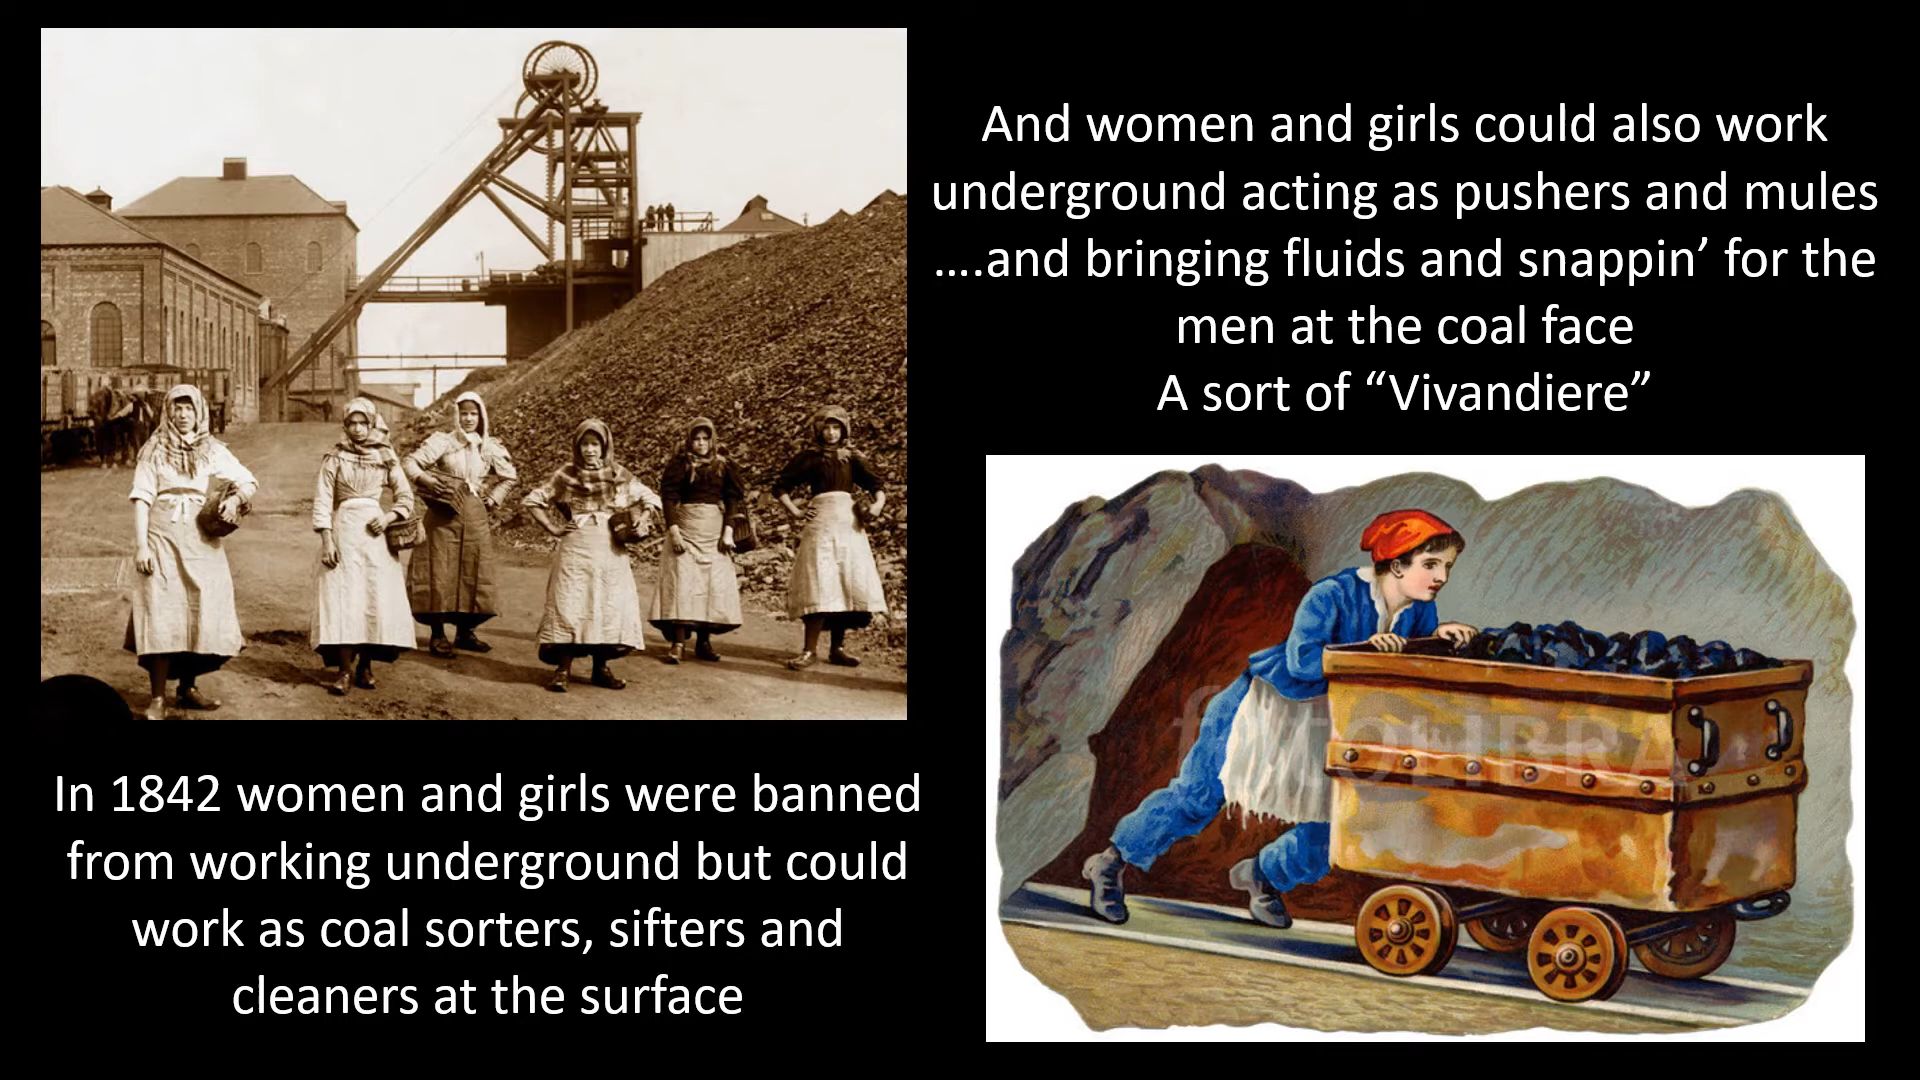 And women and girls could also work
underground acting as pushers and mules
....and bringing fluids and snappin’ for the
men at the coal face
A sort of “Vivandiere”
In 1842 women and girls were banned
from working underground but could
work as coal sorters, sifters and
cleaners at the surface
fotoLIBRA